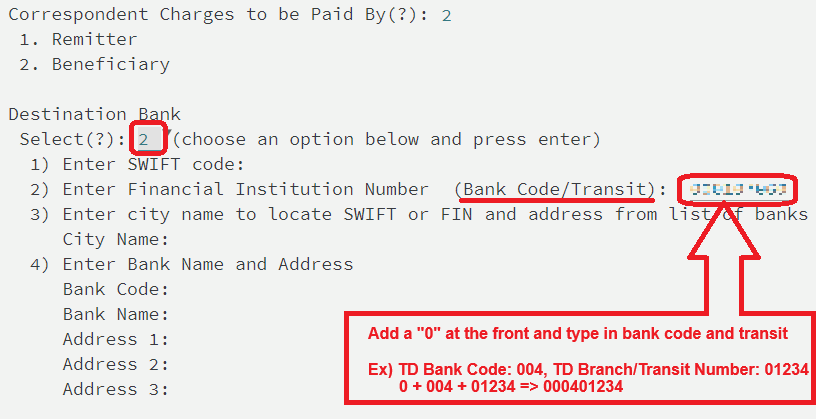 Correspondent Charges to be Paid By(?): 2
1. Remitter
2. Beneficiary
Destination Bank
Select(?): 2 (choose an option below and press enter)
1) Enter SWIFT code:
2) Enter Financial Institution Number (Bank Code/Transit):
3) Enter city name to locate SWIFT or FIN and address from list of banks
City Name:
4) Enter Bank Name and Address
Bank Code:
Bank Name:
Address 1:
Address 2:
Address 3:
Add a "0" at the front and type in bank code and transit
Ex) TD Bank Code: 004, TD Branch/Transit Number: 01234
0 + 004 + 01234 => 000401234